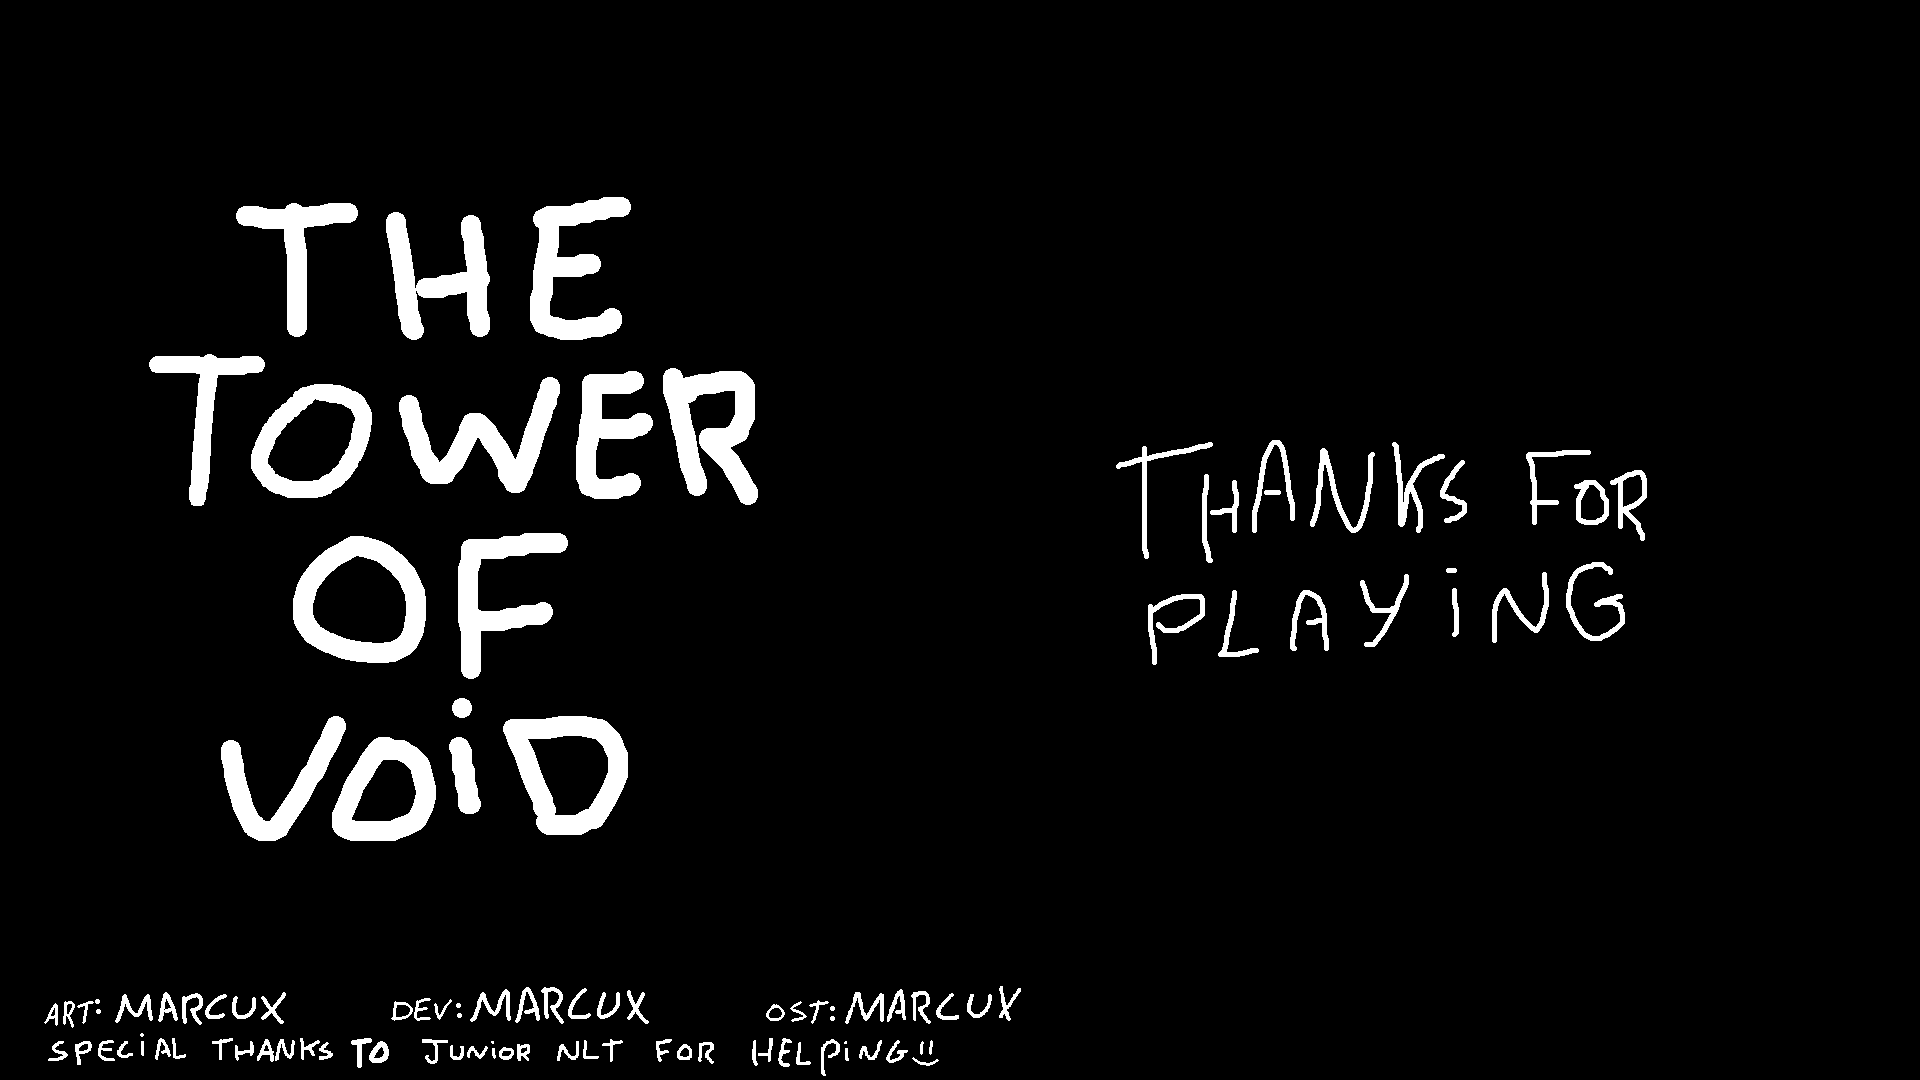 THE
TOWER
OF
VOiD
THANKS FOR
PLAYiNG
ART: MARCUX DEV: MARCUX OST: MARCUX
SPECiAL THANKS TO JUNiOR NLT FOR HELPiNG!!